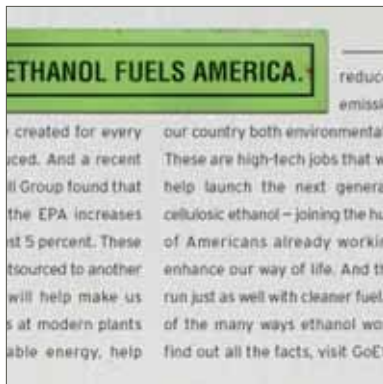 ETHANOL FUELS AMERICA.
reduc
emissi
created for every
uced. And a recent
ll Group found that
the EPA increases
st 5 percent. These
tsourced to another
will help make us
s at modern plants
able energy, help
our country both environmenta
These are high-tech jobs that w
help launch the next genera
cellulosic ethanol – joining the hu
of Americans already workin
enhance our way of life. And th
run just as well with cleaner fuel
of the many ways ethanol wo
find out all the facts, visit GoE